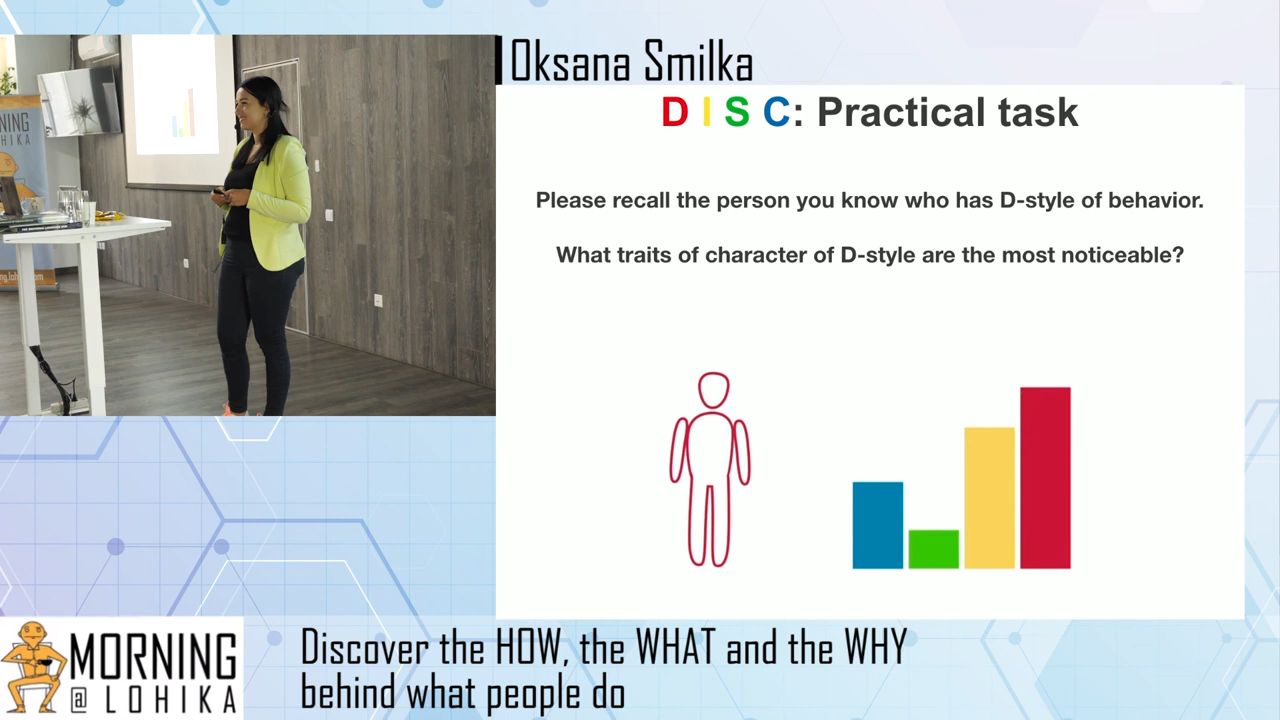 Oksana Smilka
D I S C: Practical task
Please recall the person you know who has D-style of behavior.
What traits of character of D-style are the most noticeable?
MORNING
@LOHIKA
Discover the HOW, the WHAT and the WHY
behind what people do